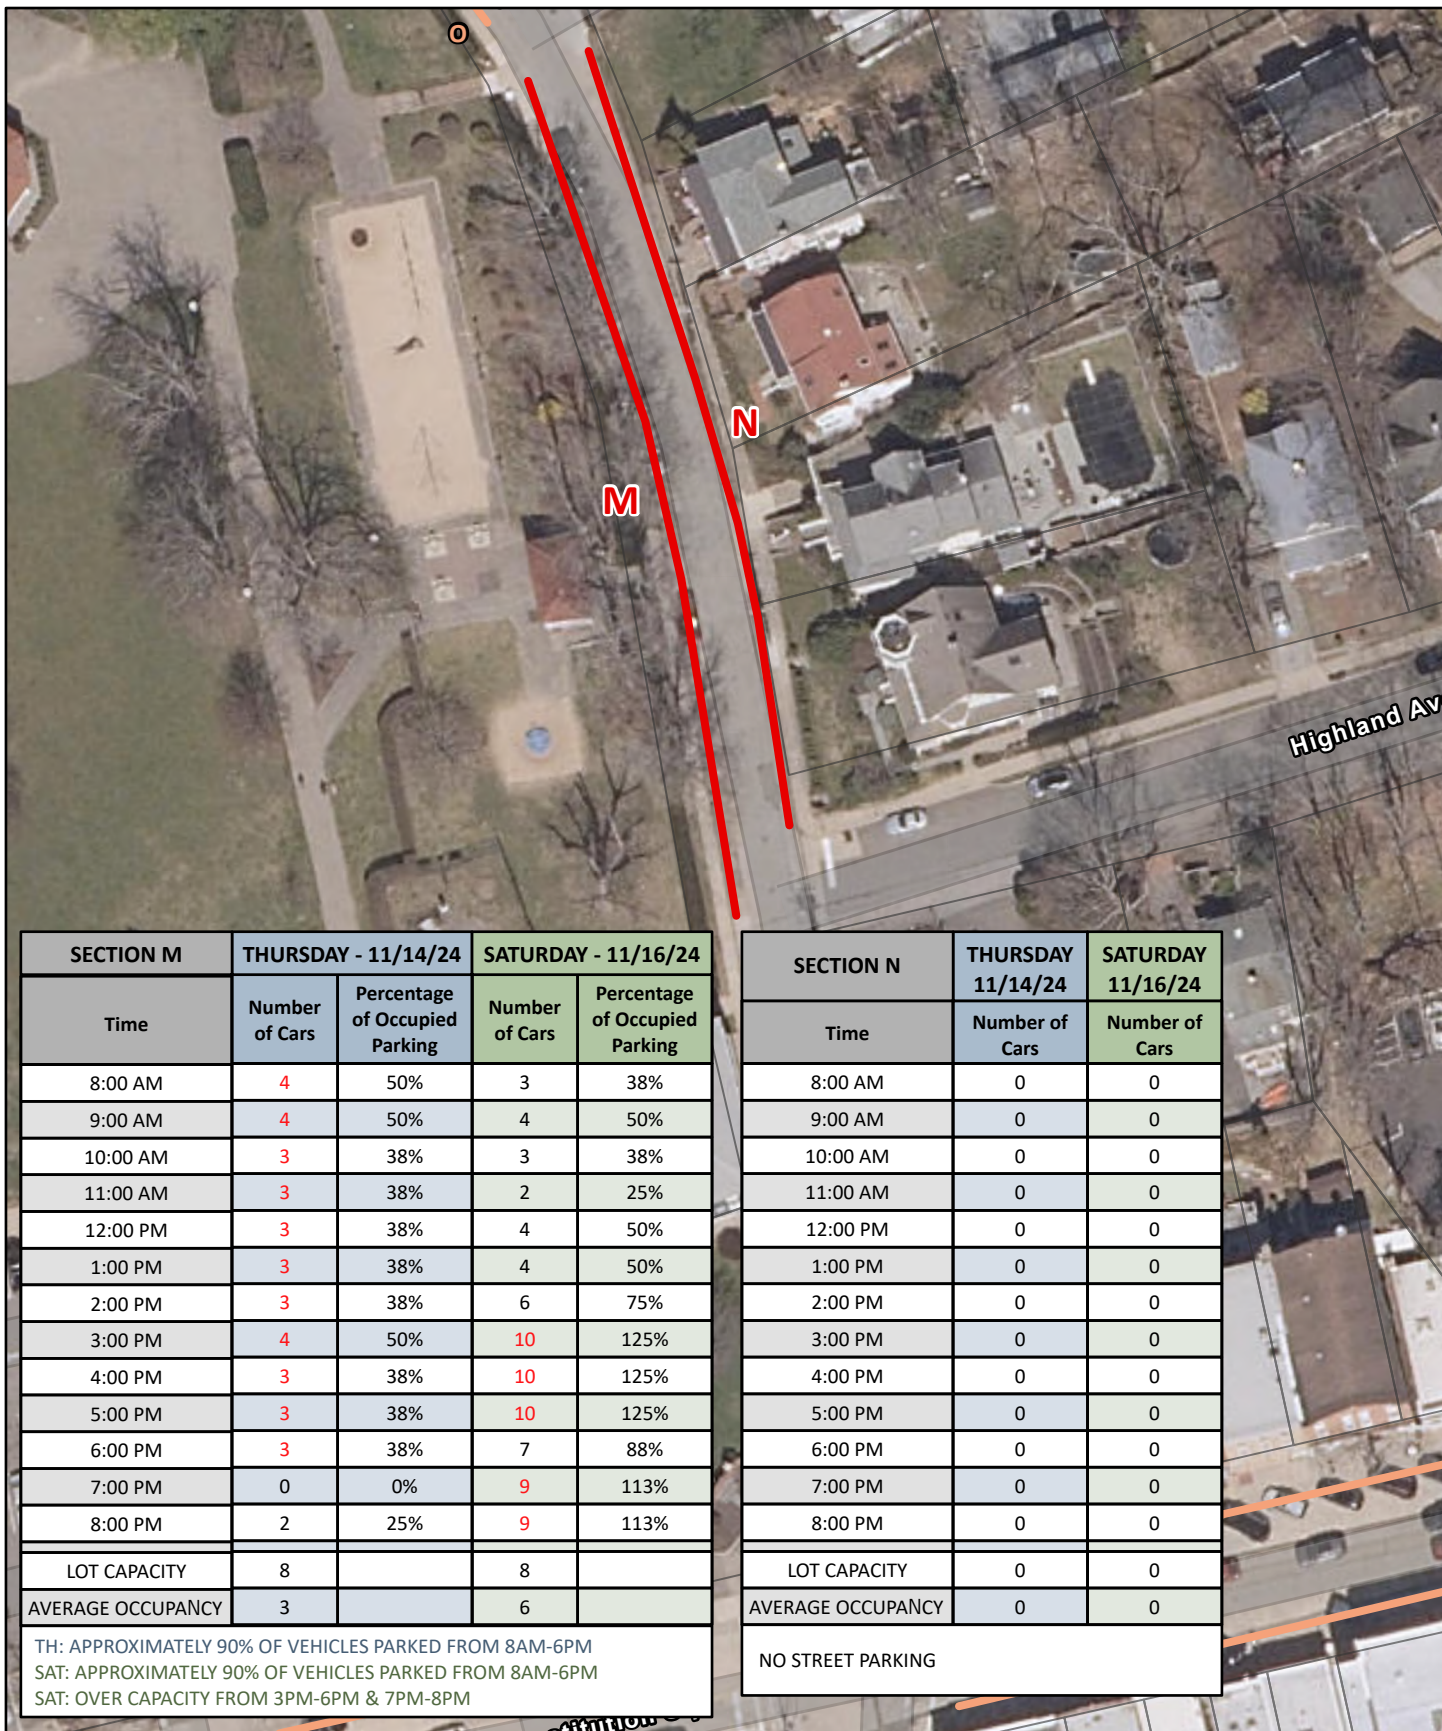 O
N
M
Highland Av
SECTION M THURSDAY - 11/14/24 SATURDAY - 11/16/24
Time Number of Cars Percentage of Occupied Parking Number of Cars Percentage of Occupied Parking
8:00 AM 4 50% 3 38%
9:00 AM 4 50% 4 50%
10:00 AM 3 38% 3 38%
11:00 AM 3 38% 2 25%
12:00 PM 3 38% 4 50%
1:00 PM 3 38% 4 50%
2:00 PM 3 38% 6 75%
3:00 PM 4 50% 10 125%
4:00 PM 3 38% 10 125%
5:00 PM 3 38% 10 125%
6:00 PM 3 38% 7 88%
7:00 PM 0 0% 9 113%
8:00 PM 2 25% 9 113%
LOT CAPACITY 8 8
AVERAGE OCCUPANCY 3 6
TH: APPROXIMATELY 90% OF VEHICLES PARKED FROM 8AM-6PM
SAT: APPROXIMATELY 90% OF VEHICLES PARKED FROM 8AM-6PM
SAT: OVER CAPACITY FROM 3PM-6PM & 7PM-8PM
SECTION N THURSDAY 11/14/24 SATURDAY 11/16/24
Time Number of Cars Number of Cars
8:00 AM 0 0
9:00 AM 0 0
10:00 AM 0 0
11:00 AM 0 0
12:00 PM 0 0
1:00 PM 0 0
2:00 PM 0 0
3:00 PM 0 0
4:00 PM 0 0
5:00 PM 0 0
6:00 PM 0 0
7:00 PM 0 0
8:00 PM 0 0
LOT CAPACITY 0 0
AVERAGE OCCUPANCY 0 0
NO STREET PARKING